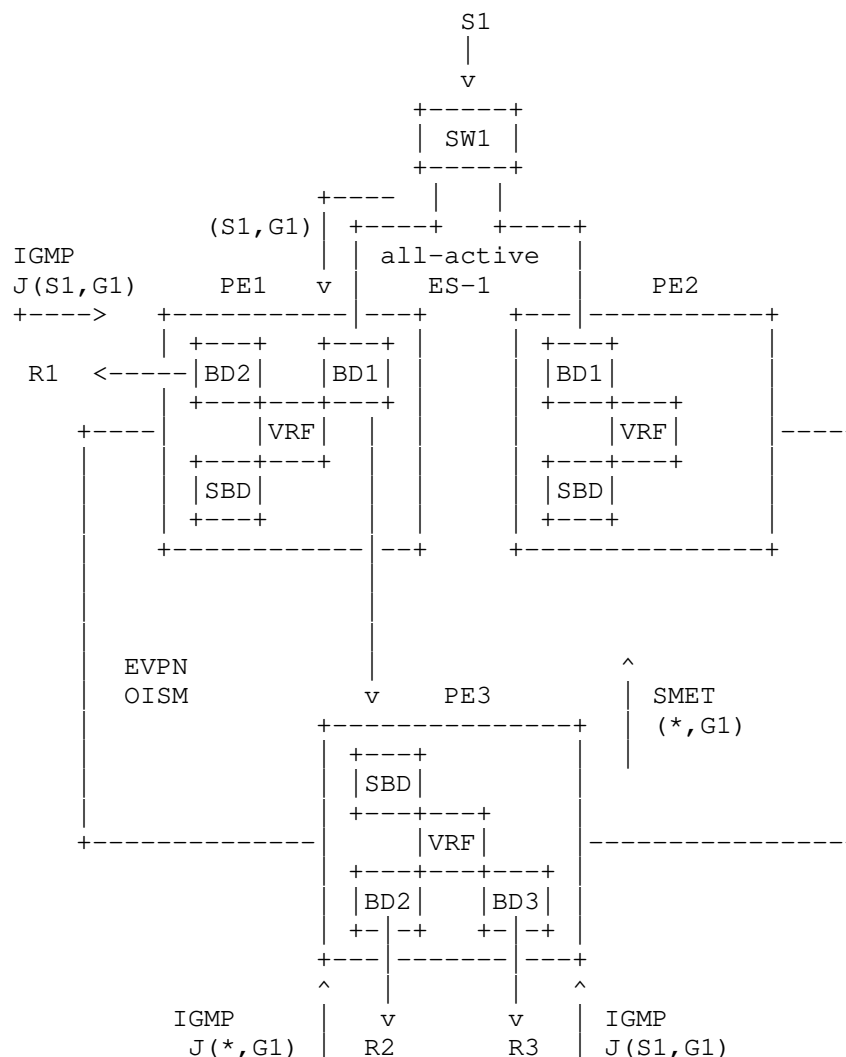 S1
v
SW1
(S1,G1)
IGMP all-active
J(S1,G1) PE1 v ES-1 PE2
R1 BD2 BD1 BD1
VRF VRF
SBD SBD
EVPN ^
OISM v PE3 SMET
(*,G1)
SBD
VRF
BD2 BD3
^ ^
IGMP v v IGMP
J(*,G1) R2 R3 J(S1,G1)